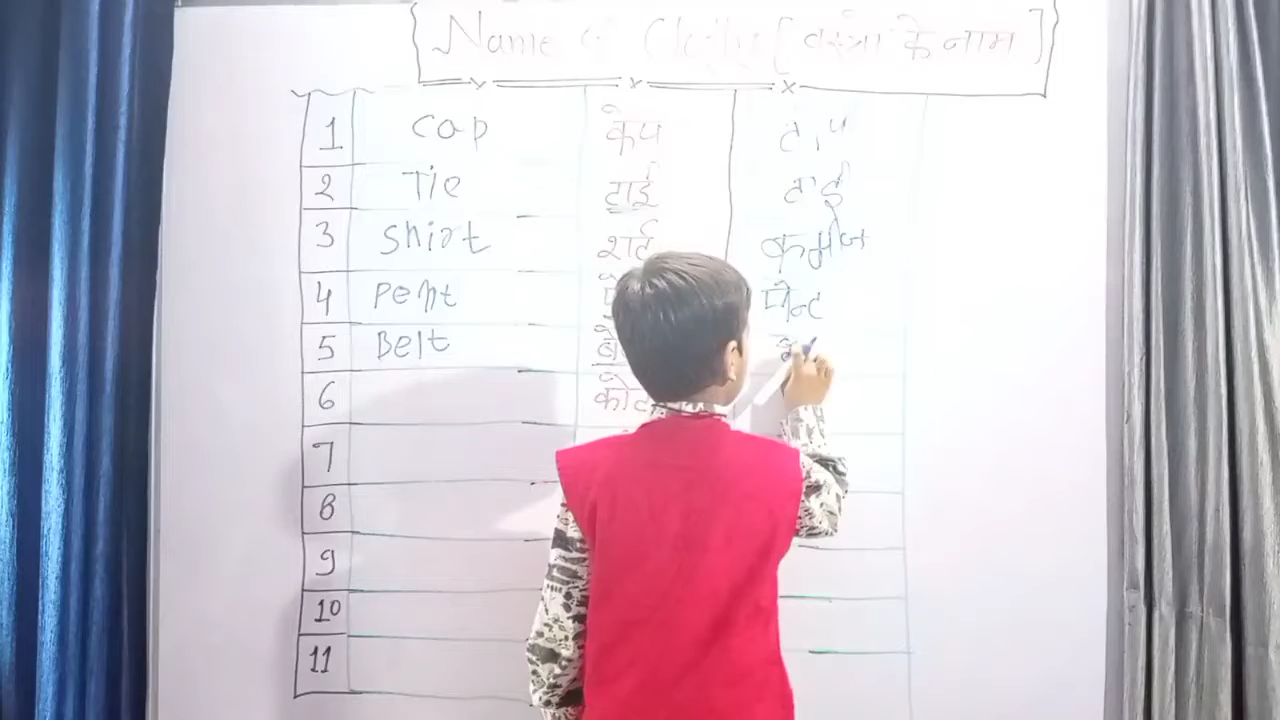 Name of [वस्त्रों के नाम]
1 Cap केप टोप
2 Tie टाई टाई
3 Shirt शर्ट कमीज
4 Pent पेन्ट
5 Belt
6 कोट
7
8
9
10
11